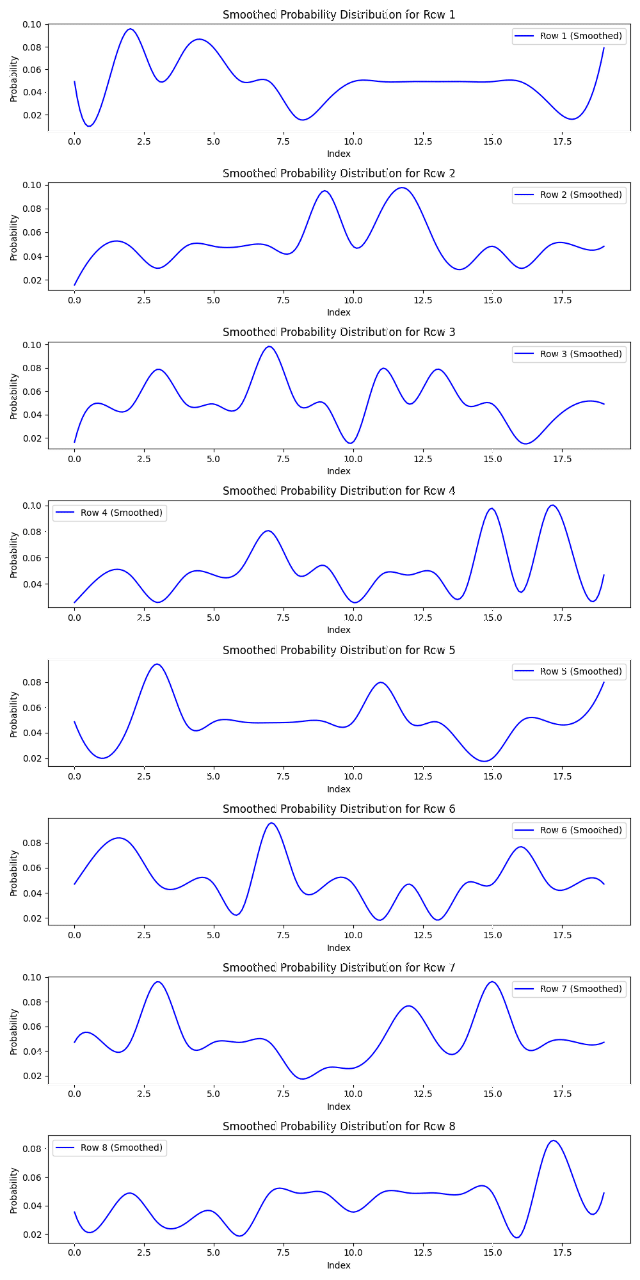 Smoothed Probability Distribution for Row 1
0.10
0.08
0.06
0.04
0.02
Probability
Row 1 (Smoothed)
0.0 2.5 5.0 7.5 10.0 12.5 15.0 17.5
Index
Smoothed Probability Distribution for Row 2
0.10
0.08
0.06
0.04
0.02
Probability
Row 2 (Smoothed)
0.0 2.5 5.0 7.5 10.0 12.5 15.0 17.5
Index
Smoothed Probability Distribution for Row 3
0.10
0.08
0.06
0.04
0.02
Probability
Row 3 (Smoothed)
0.0 2.5 5.0 7.5 10.0 12.5 15.0 17.5
Index
Smoothed Probability Distribution for Row 4
0.10
0.08
0.06
0.04
Probability
Row 4 (Smoothed)
0.0 2.5 5.0 7.5 10.0 12.5 15.0 17.5
Index
Smoothed Probability Distribution for Row 5
0.08
0.06
0.04
0.02
Probability
Row 5 (Smoothed)
0.0 2.5 5.0 7.5 10.0 12.5 15.0 17.5
Index
Smoothed Probability Distribution for Row 6
0.08
0.06
0.04
0.02
Probability
Row 6 (Smoothed)
0.0 2.5 5.0 7.5 10.0 12.5 15.0 17.5
Index
Smoothed Probability Distribution for Row 7
0.10
0.08
0.06
0.04
0.02
Probability
Row 7 (Smoothed)
0.0 2.5 5.0 7.5 10.0 12.5 15.0 17.5
Index
Smoothed Probability Distribution for Row 8
0.08
0.06
0.04
0.02
Probability
Row 8 (Smoothed)
0.0 2.5 5.0 7.5 10.0 12.5 15.0 17.5
Index